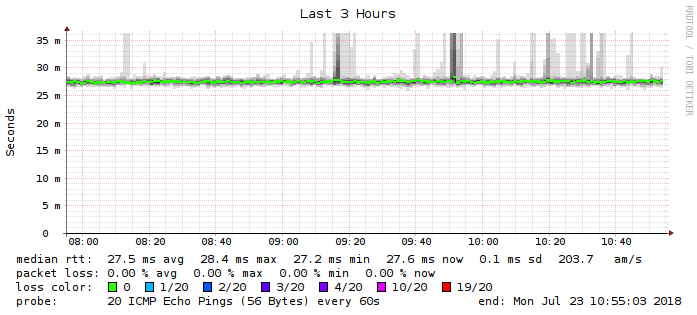 Last 3 Hours
RRDTOOL / TOBI OETIKER
Seconds
35 m
30 m
25 m
20 m
15 m
10 m
5 m
0
08:00 08:20 08:40 09:00 09:20 09:40 10:00 10:20 10:40
median rtt: 27.5 ms avg 28.4 ms max 27.2 ms min 27.6 ms now 0.1 ms sd 203.7 am/s
packet loss: 0.00 % avg 0.00 % max 0.00 % min 0.00 % now
loss color: 0 1/20 2/20 3/20 4/20 10/20 19/20
probe: 20 ICMP Echo Pings (56 Bytes) every 60s end: Mon Jul 23 10:55:03 2018